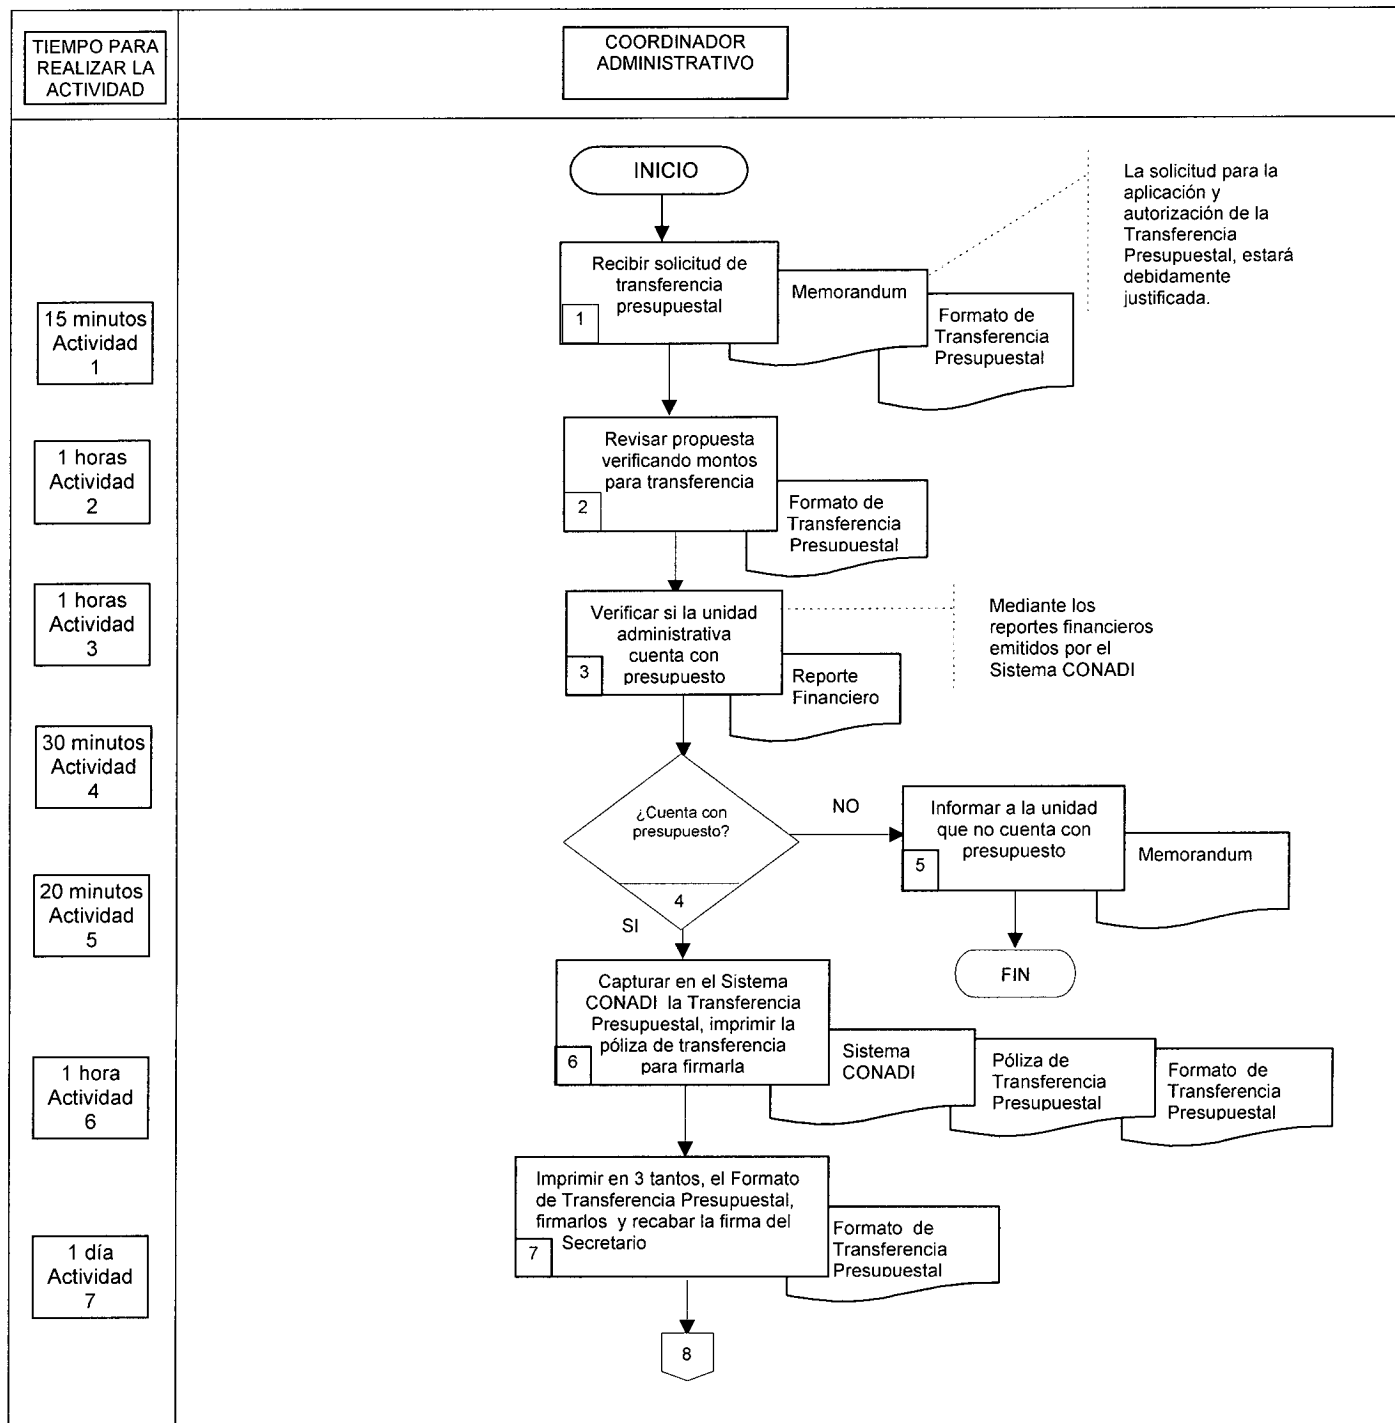 TIEMPO PARA
REALIZAR LA
ACTIVIDAD
COORDINADOR
ADMINISTRATIVO
INICIO
La solicitud para la
aplicación y
autorización de la
Transferencia
Presupuestal, estará
debidamente
justificada.
Recibir solicitud de
transferencia
presupuestal
1
Memorandum
Formato de
Transferencia
Presupuestal
15 minutos
Actividad
1
Revisar propuesta
verificando montos
para transferencia
2
Formato de
Transferencia
Presupuestal
1 horas
Actividad
2
Verificar si la unidad
administrativa
cuenta con
presupuesto
3
Reporte
Financiero
Mediante los
reportes financieros
emitidos por el
Sistema CONADI
1 horas
Actividad
3
30 minutos
Actividad
4
¿Cuenta con
presupuesto?
4
NO
SI
Informar a la unidad
que no cuenta con
presupuesto
5
Memorandum
FIN
20 minutos
Actividad
5
Capturar en el Sistema
CONADI la Transferencia
Presupuestal, imprimir la
póliza de transferencia
para firmarla
6
Sistema
CONADI
Póliza de
Transferencia
Presupuestal
Formato de
Transferencia
Presupuestal
1 hora
Actividad
6
Imprimir en 3 tantos, el Formato
de Transferencia Presupuestal,
firmarlos y recabar la firma del
Secretario
7
Formato de
Transferencia
Presupuestal
1 día
Actividad
7
8